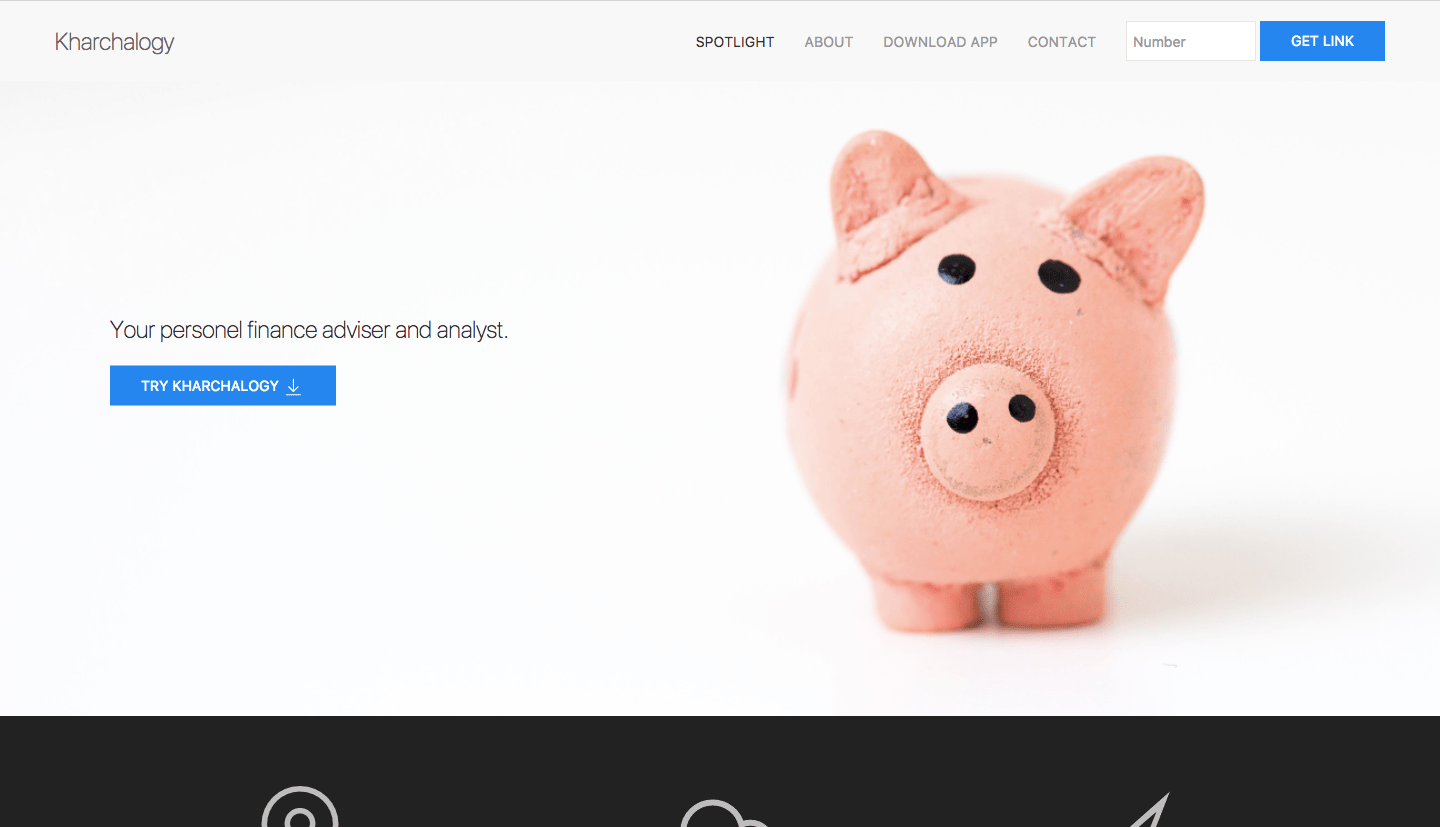 Kharchalogy
SPOTLIGHT ABOUT DOWNLOAD APP CONTACT Number GET LINK
Your personel finance adviser and analyst.
TRY KHARCHALOGY